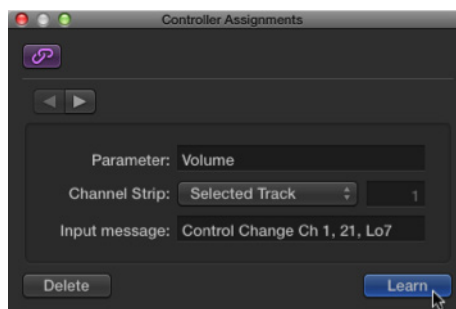 Controller Assignments
Parameter: Volume
Channel Strip: Selected Track 1
Input message: Control Change Ch 1, 21, Lo7
Delete Learn